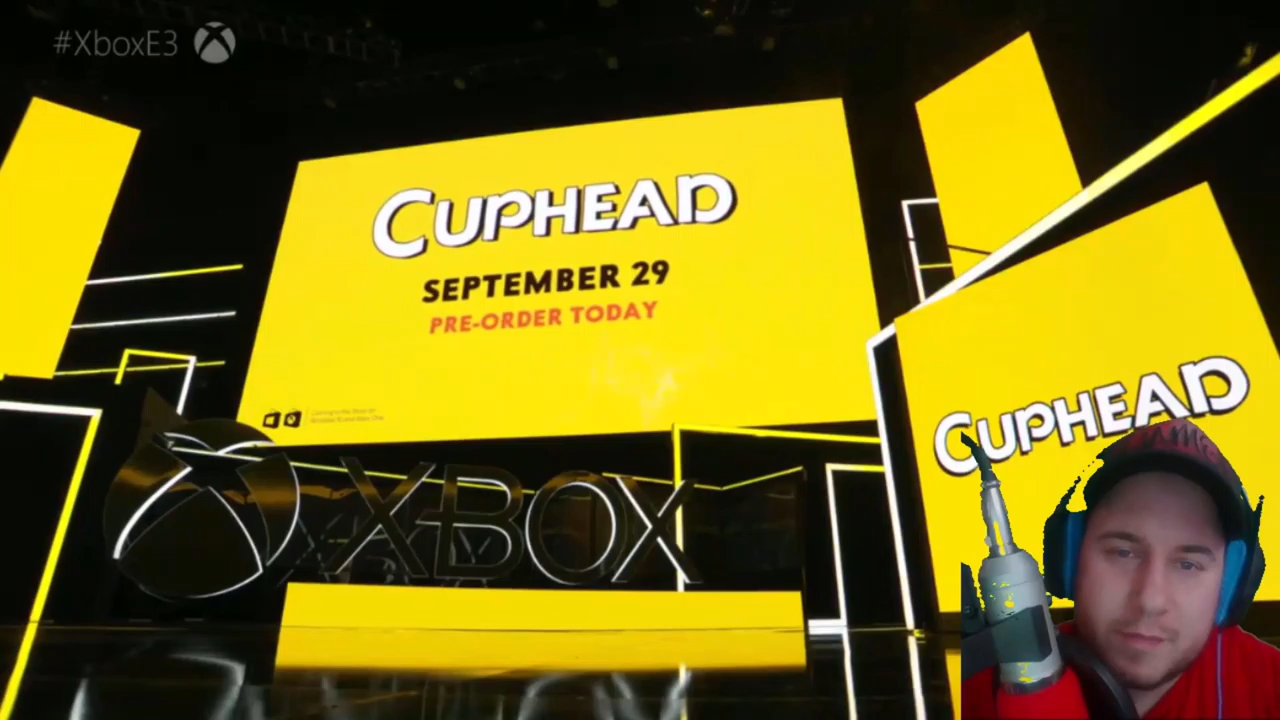 #XboxE3
CUPHEAD
SEPTEMBER 29
PRE-ORDER TODAY
XBOX
CUPHEAD